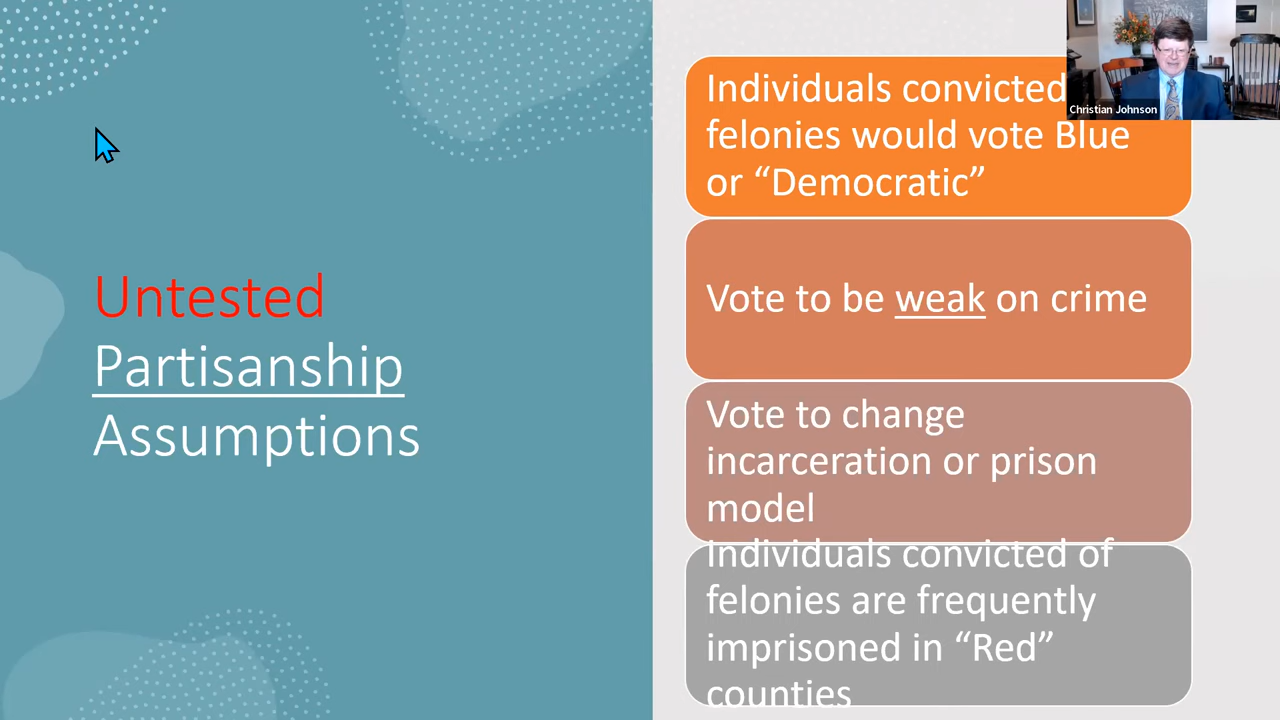 Untested
Partisanship
Assumptions
Individuals convicted
felonies would vote Blue
or “Democratic”
Vote to be weak on crime
Vote to change
incarceration or prison
model
Individuals convicted of
felonies are frequently
imprisoned in “Red”
counties
Christian Johnson